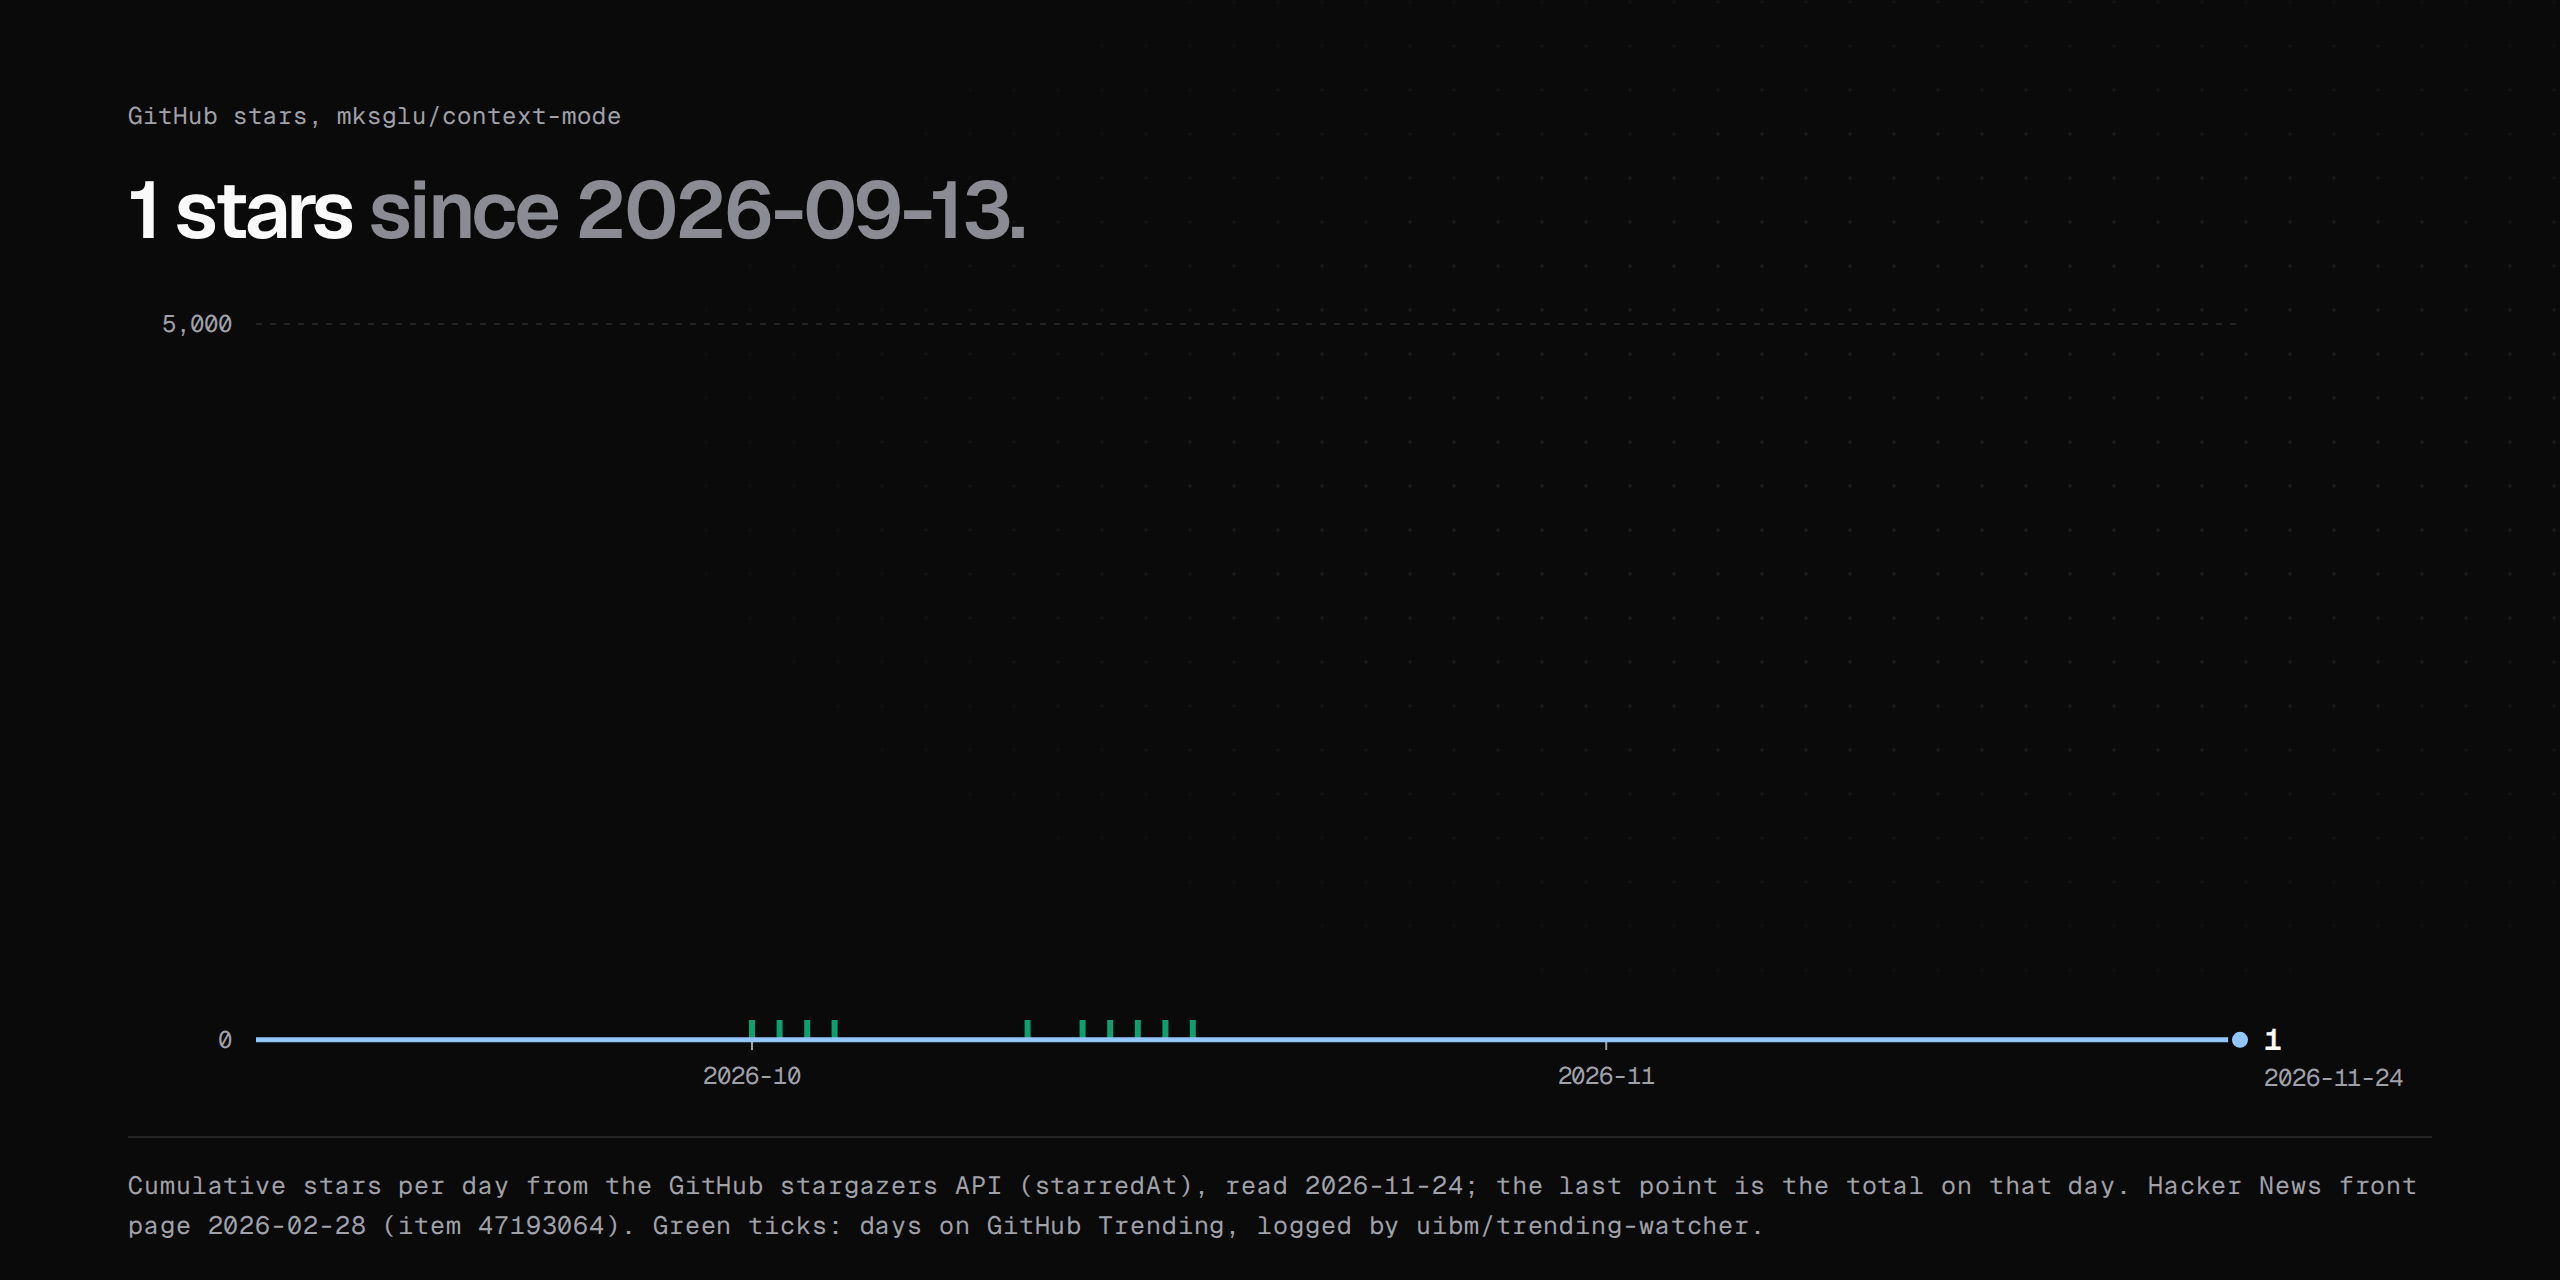 GitHub stars, mksglu/context-mode
1 stars since 2026-09-13.
5,000
0
1
2026-10
2026-11
2026-11-24
Cumulative stars per day from the GitHub stargazers API (starredAt), read 2026-11-24; the last point is the total on that day. Hacker News front
page 2026-02-28 (item 47193064). Green ticks: days on GitHub Trending, logged by uibm/trending-watcher.